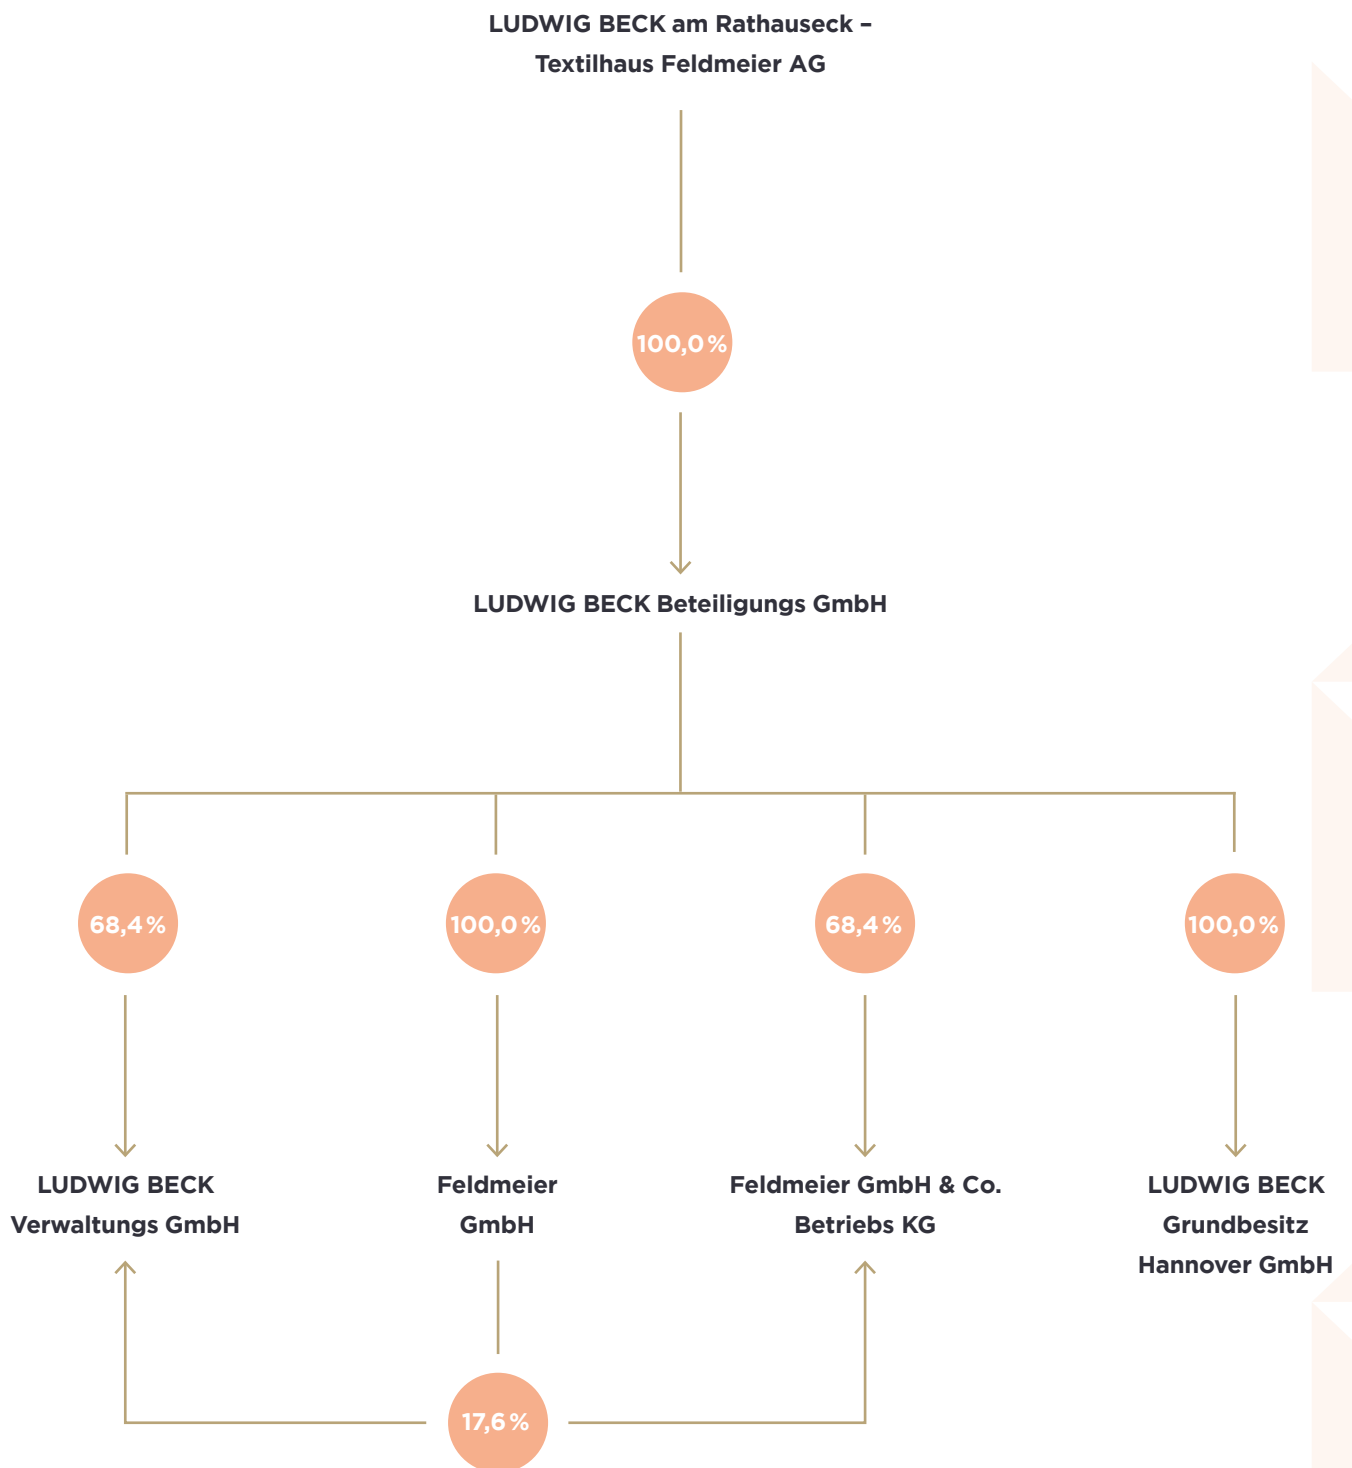 LUDWIG BECK am Rathauseck –
Textilhaus Feldmeier AG
100,0 %
LUDWIG BECK Beteiligungs GmbH
68,4 %
100,0 %
68,4 %
100,0 %
LUDWIG BECK
Verwaltungs GmbH
Feldmeier
GmbH
Feldmeier GmbH & Co.
Betriebs KG
LUDWIG BECK
Grundbesitz
Hannover GmbH
17,6 %